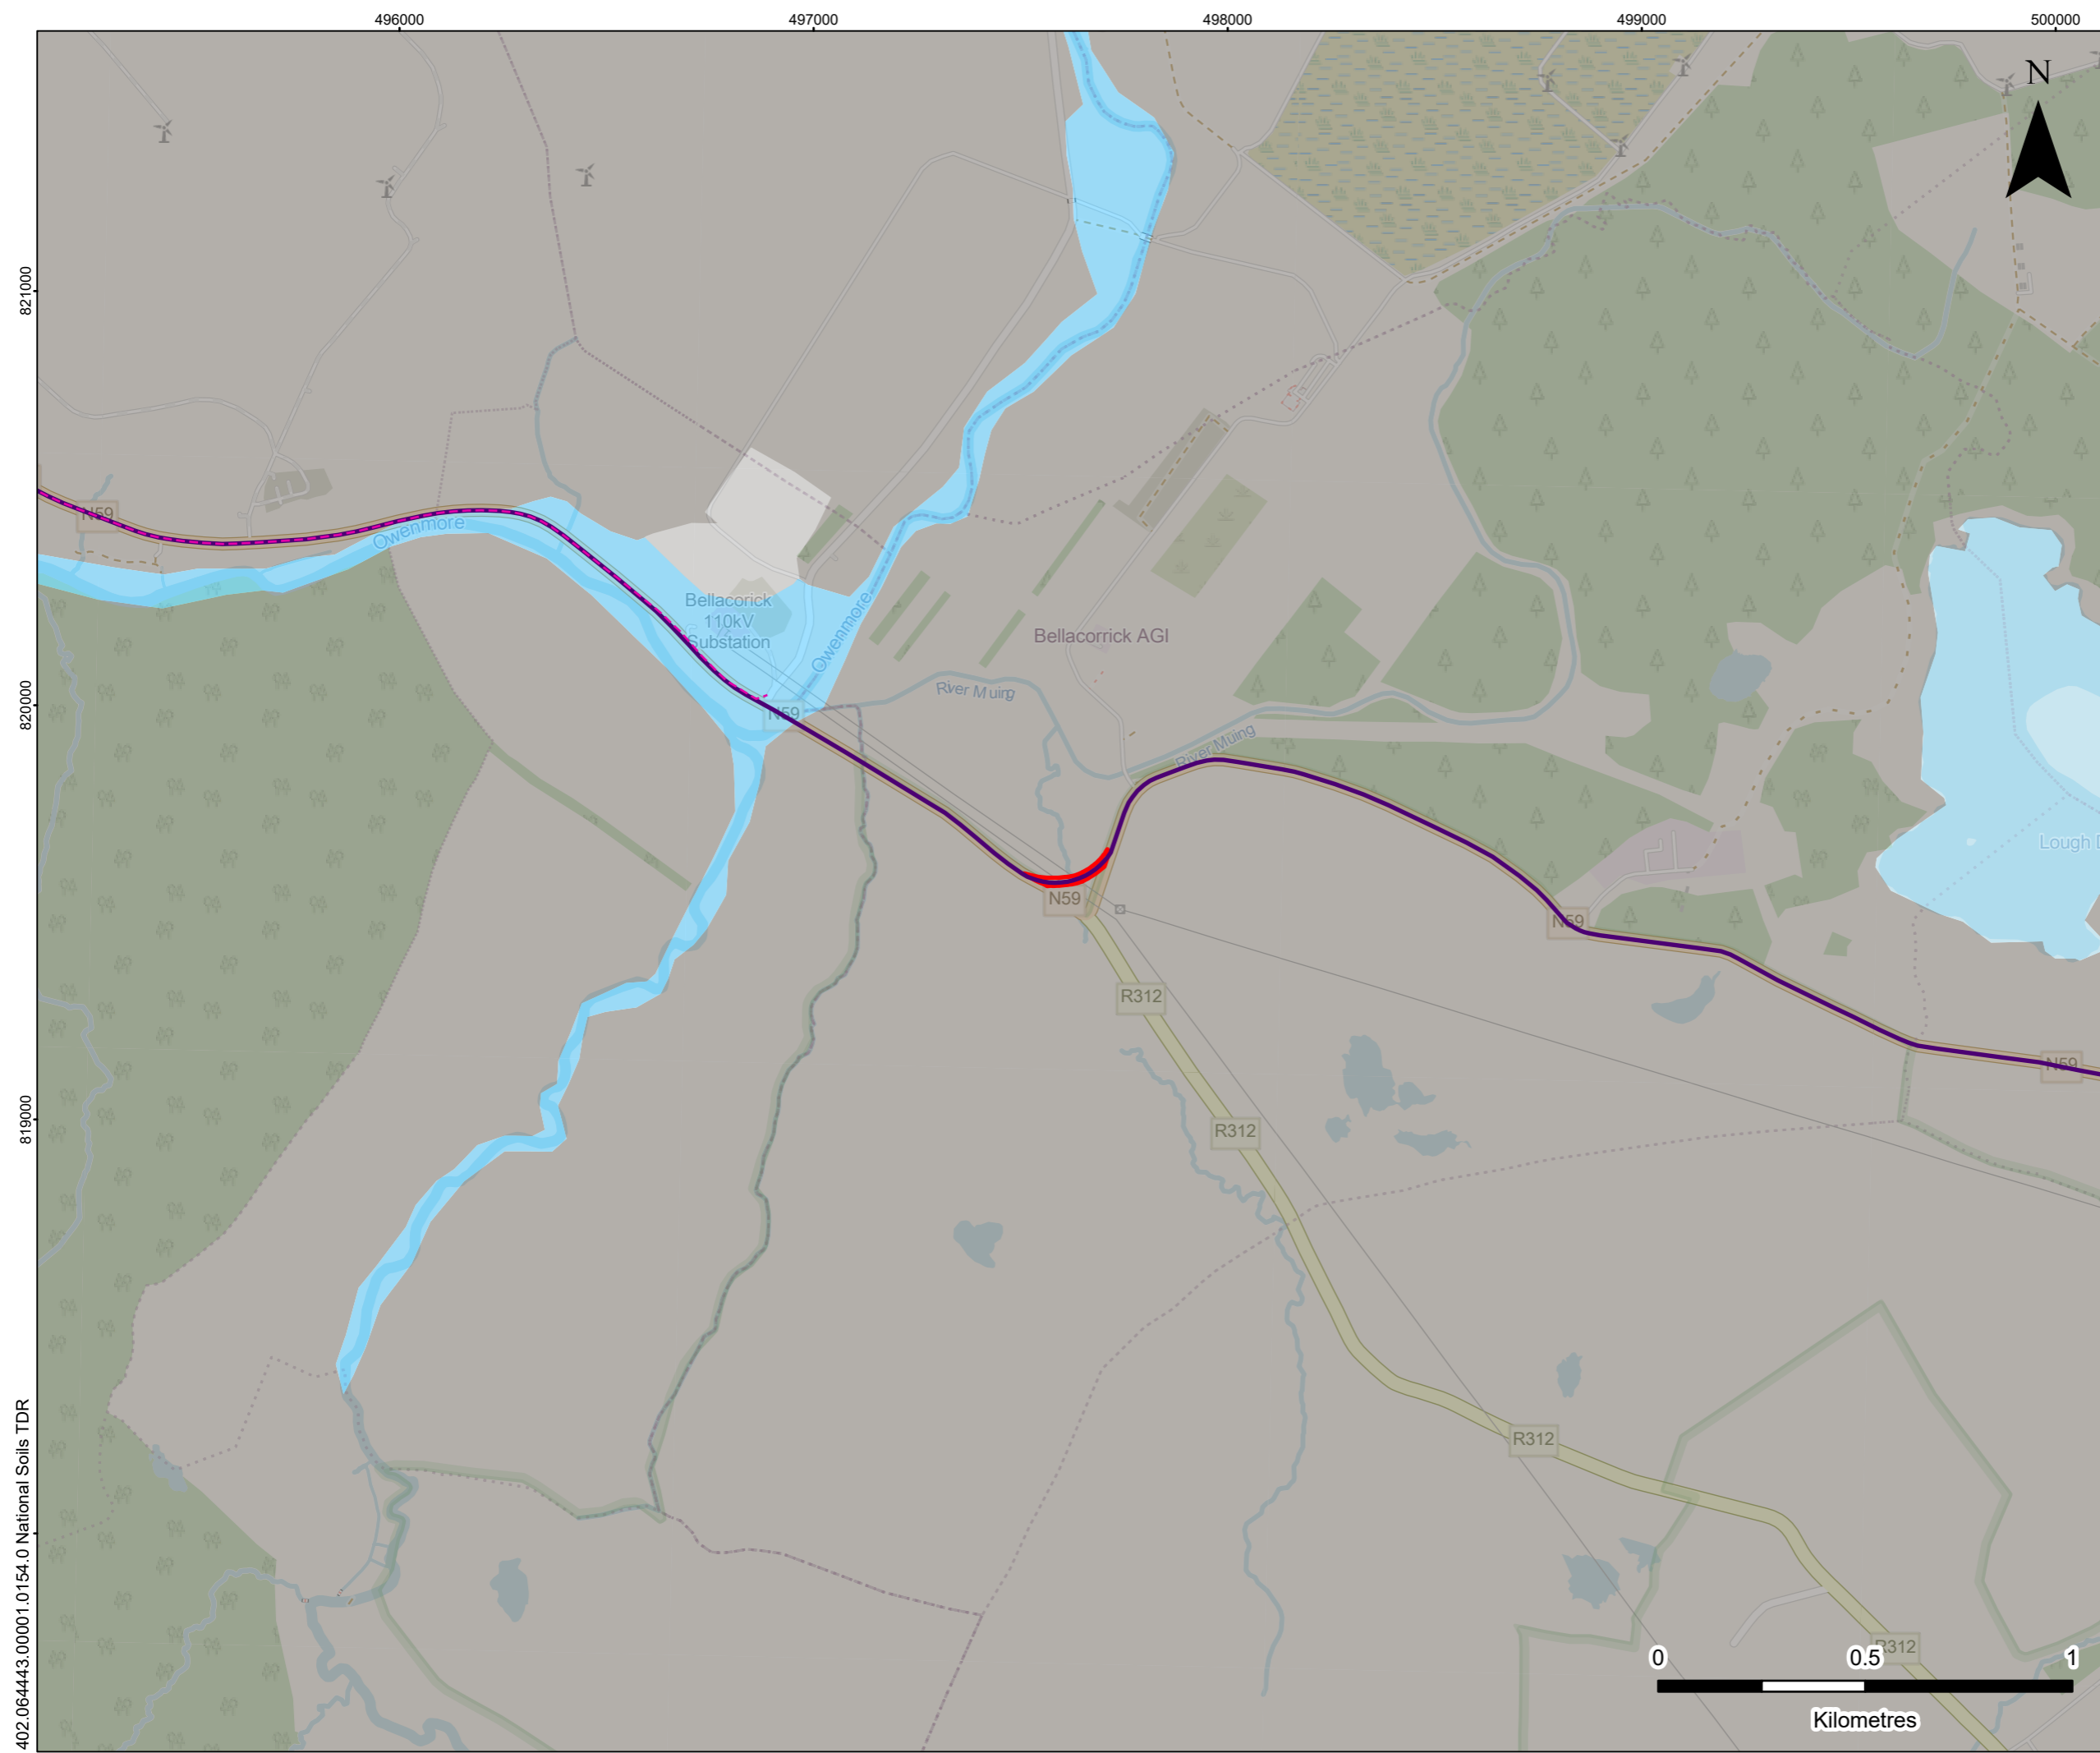 496000
497000
498000
499000
500000
N
821000
N59
Owenmore
Bellacorick
110kV
Substation
Owenmore
Bellacorrick AGI
820000
N59
River Muing
River Muing
Lough
N59
N59
R312
N59
819000
R312
402.064443.00001.0154.0 National Soils TDR
R312
R312
0
0.5
1
Kilometres